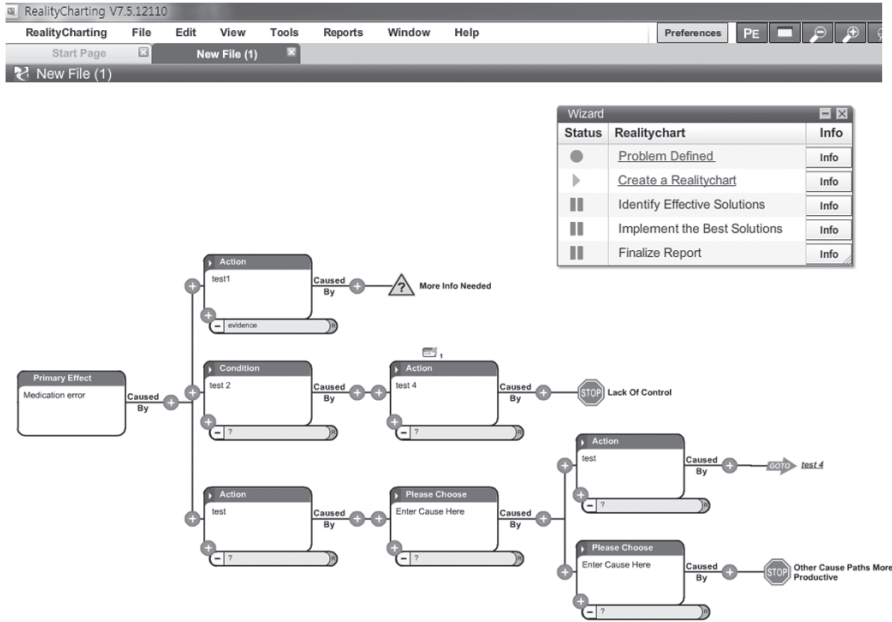 RealityCharting V7.5.12110
RealityCharting File Edit View Tools Reports Window Help Preferences PE
Start Page New File (1)
New File (1)
Wizard
Status Realitychart Info
Problem Defined Info
Create a Realitychart Info
Identify Effective Solutions Info
Implement the Best Solutions Info
Finalize Report Info
Action
test1
Caused
By
?
More Info Needed
evidence
1
Primary Effect
Medication error
Caused
By
Condition
test 2
Caused
By
?
Action
test 4
Caused
By
?
STOP
Lack Of Control
Action
test
Caused
By
?
Please Choose
Enter Cause Here
Caused
By
?
Action
test
Caused
By
GOTO
test 4
?
Please Choose
Enter Cause Here
Caused
By
STOP
Other Cause Paths More
Productive
?